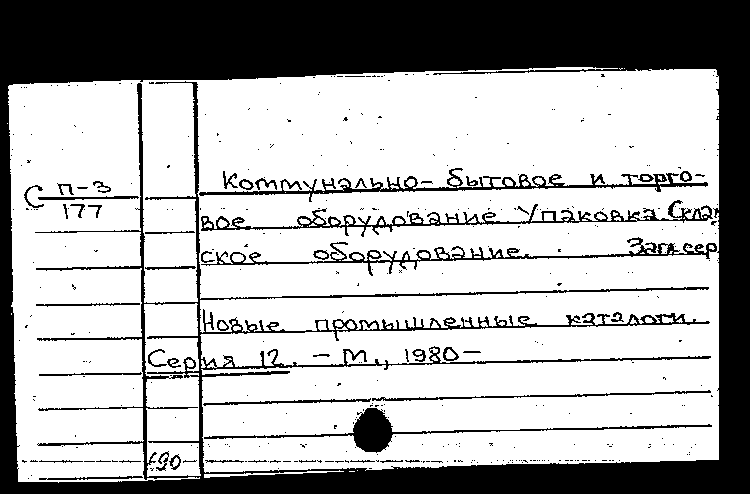 С П-3
177
Коммунально-бытовое и торго-
вое оборудование Упаковка. Склад
ское оборудование. Загл. сер.
Новые промышленные каталоги.
Серия 12. - М., 1980-